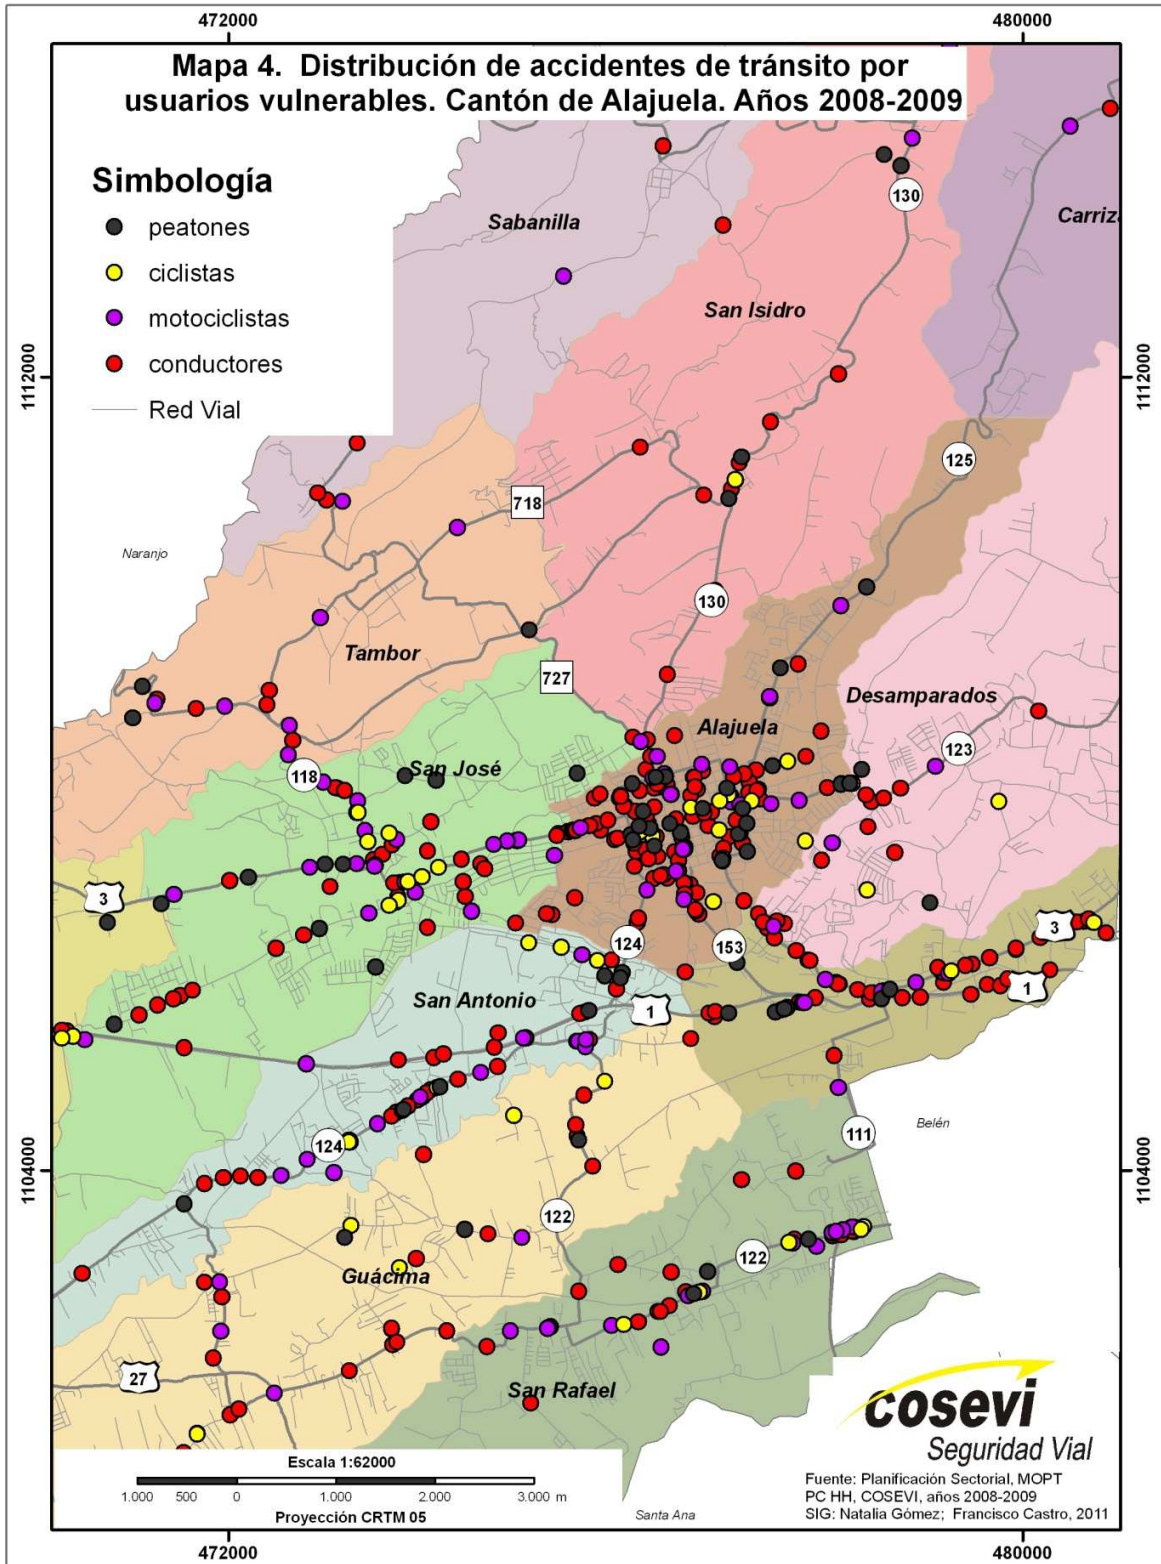 472000
480000
Mapa 4. Distribución de accidentes de tránsito por
usuarios vulnerables. Cantón de Alajuela. Años 2008-2009
Simbología
peatones
ciclistas
motociclistas
conductores
Red Vial
130
Sabanilla
Carriza
San Isidro
1112000
1112000
125
718
Naranjo
130
Tambor
727
Desamparados
Alajuela
123
118
San José
3
3
124
153
San Antonio
1
1
111
Belén
124
1104000
1104000
122
122
Guácima
27
San Rafael
cosevi
Seguridad Vial
Escala 1:62000
1.000 500 0 1.000 2.000 3.000 m
Proyección CRTM 05
Santa Ana
Fuente: Planificación Sectorial, MOPT
PC HH, COSEVI, años 2008-2009
SIG: Natalia Gómez; Francisco Castro, 2011
472000
480000